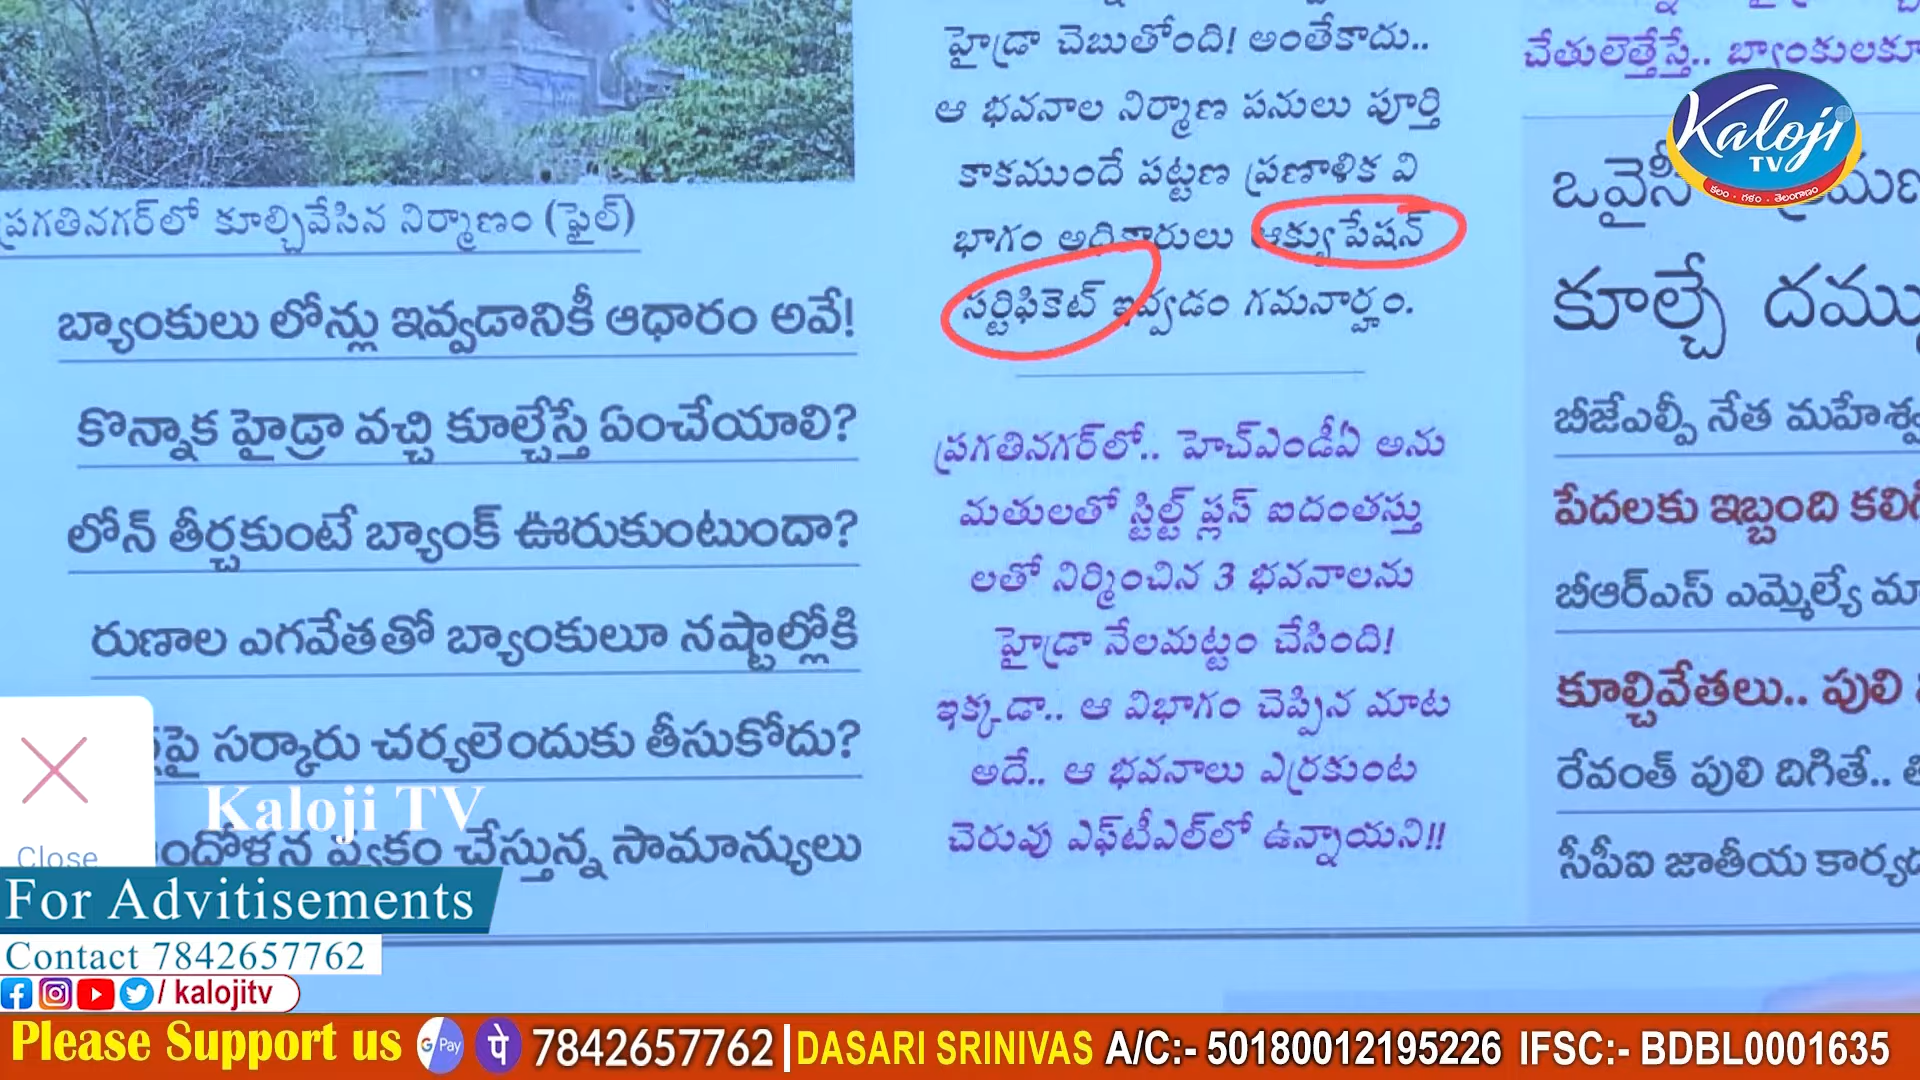 ప్రగతినగర్‌లో కూల్చివేసిన నిర్మాణం (ఫైల్)
బ్యాంకులు లోన్లు ఇవ్వడానికీ ఆధారం అవే!
కొన్నాక హైడ్రా వచ్చి కూల్చేస్తే ఏంచేయాలి?
లోన్ తీర్చకుంటే బ్యాంక్ ఊరుకుంటుందా?
రుణాల ఎగవేతతో బ్యాంకులూ నష్టాల్లోకి
సర్కారు చర్యలెందుకు తీసుకోదు?
చేస్తున్న సామాన్యులు
హైడ్రా చెబుతోంది! అంతేకాదు..
ఆ భవనాల నిర్మాణ పనులు పూర్తి
కాకముందే పట్టణ ప్రణాళిక వి
భాగం అధికారులు ఆక్యుపేషన్
సర్టిఫికెట్ ఇవ్వడం గమనార్హం.
ప్రగతినగర్‌లో.. హెచ్ఎండీఏ అను
మతులతో స్టిల్ట్ ప్లస్ ఐదంతస్తు
లతో నిర్మించిన 3 భవనాలను
హైడ్రా నేలమట్టం చేసింది!
ఇక్కడా.. ఆ విభాగం చెప్పిన మాట
అదే.. ఆ భవనాలు ఎర్రకుంట
చెరువు ఎఫ్‌టీఎల్‌లో ఉన్నాయని!!
చేతులెత్తేస్తే.. బ్యాంకులకూ
ఒవైసీ
కూల్చే
బీజేఎల్పీ నేత
పేదలకు ఇబ్బంది
బీఆర్ఎస్ ఎమ్మెల్యే
కూల్చివేతలు.. పులి
రేవంత్ పులి దిగితే..
సీపీఐ జాతీయ
Kaloji
TV
కలం - గళం - తెలంగాణం
Close
Kaloji TV
For Advitisements
Contact 7842657762
/ kalojitv
Please Support us G Pay 7842657762 | DASARI SRINIVAS A/C:- 50180012195226 IFSC:- BDBL0001635